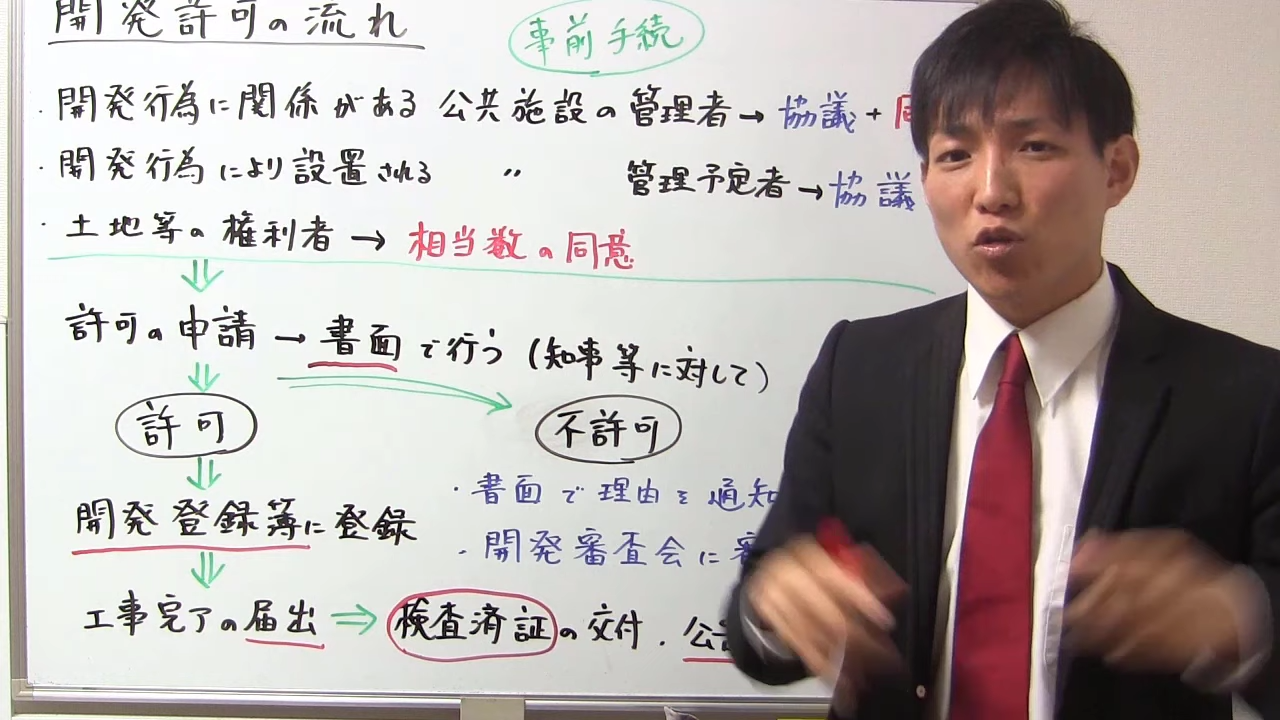 開発許可の流れ
事前手続
・開発行為に関係がある 公共施設の管理者→協議+同
・開発行為により設置される 〃 管理予定者→協議
・土地等の権利者→相当数の同意
許可の申請→書面で行う(知事等に対して)
許可
不許可
・書面で理由を通知
開発登録簿に登録
・開発審査会に審
工事完了の届出⇒検査済証の交付.公告